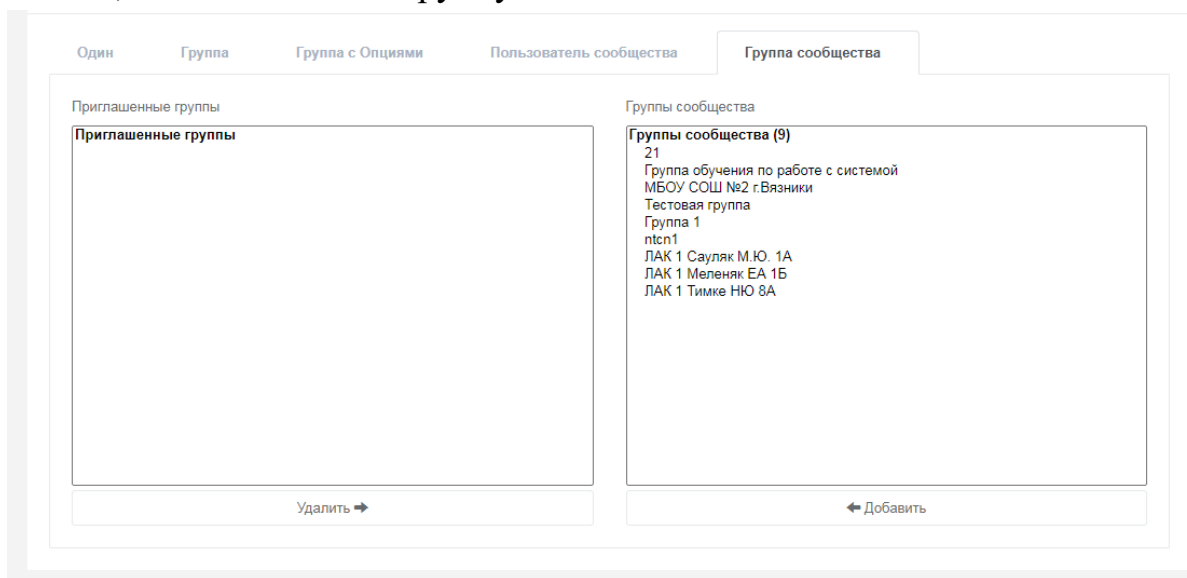 Один Группа Группа с Опциями Пользователь сообщества Группа сообщества
Приглашенные группы Группы сообщества
Приглашенные группы
Группы сообщества (9)
21
Группа обучения по работе с системой
МБОУ СОШ №2 г.Вязники
Тестовая группа
Группа 1
ntcn1
ЛАК 1 Сауляк М.Ю. 1А
ЛАК 1 Меленяк ЕА 1Б
ЛАК 1 Тимке НЮ 8А
Удалить Добавить